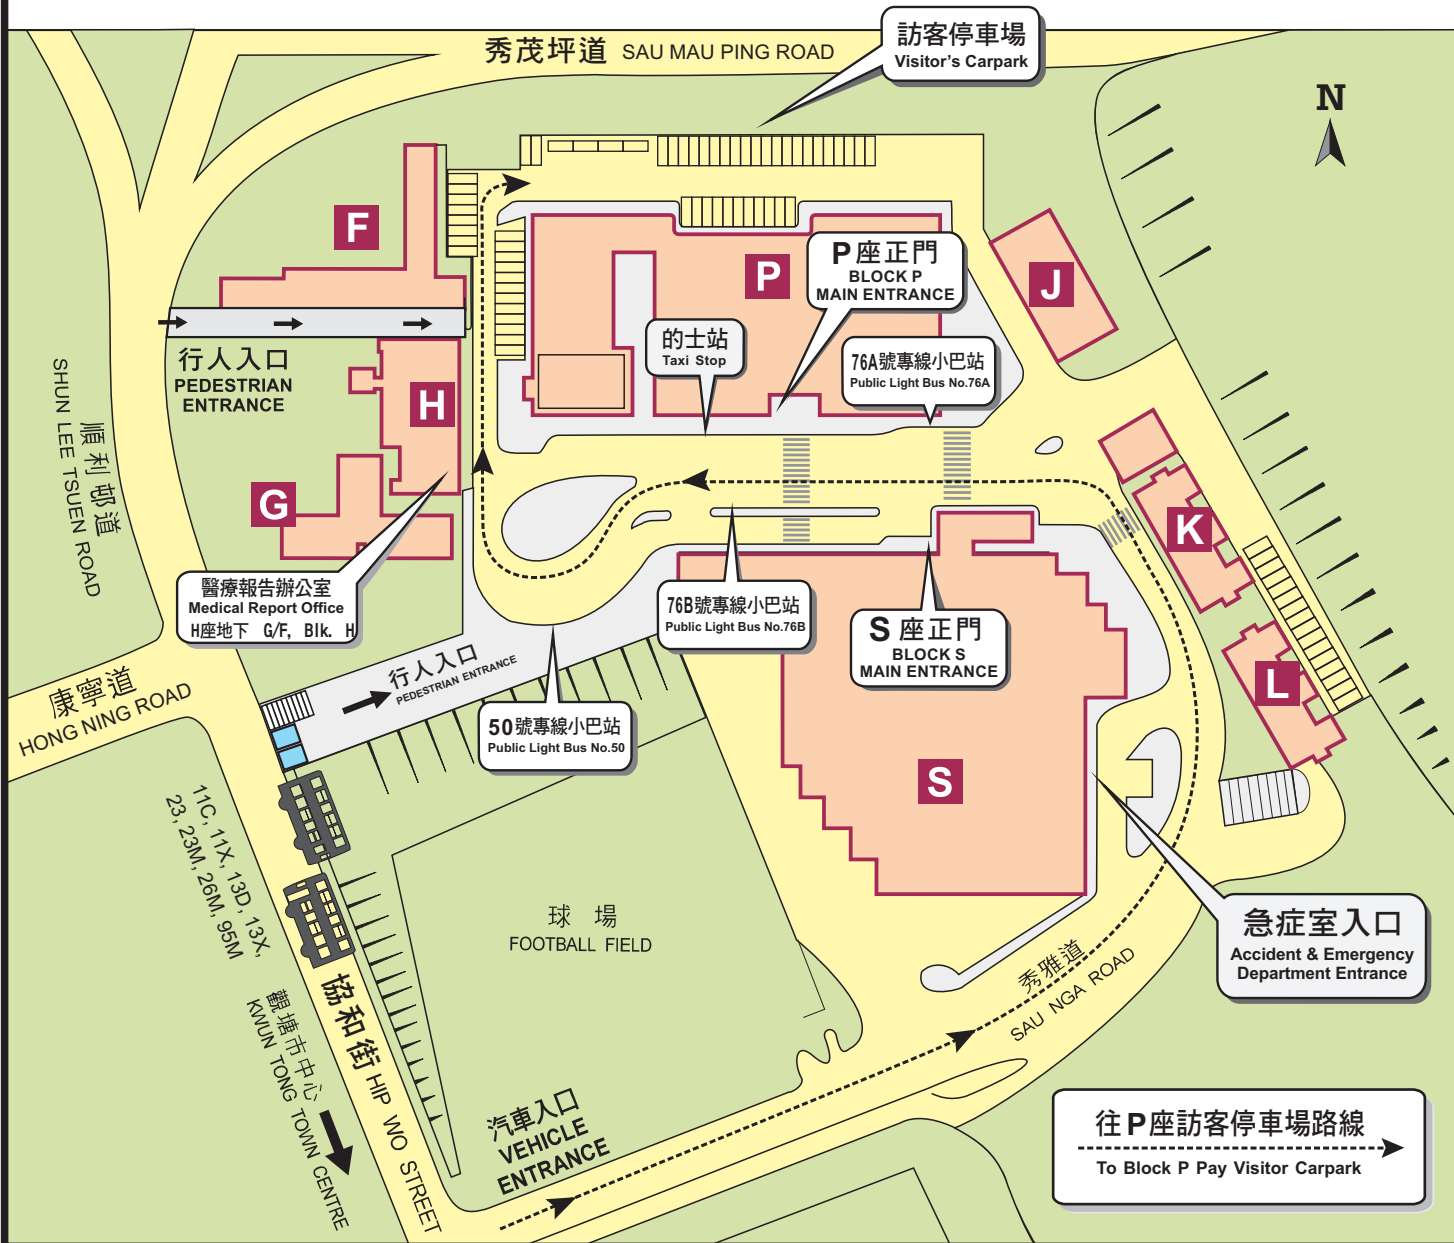 秀茂坪道 SAU MAU PING ROAD
訪客停車場
Visitor's Carpark
N
F
P
P座正門
BLOCK P
MAIN ENTRANCE
J
的士站
Taxi Stop
76A號專線小巴站
Public Light Bus No.76A
行人入口
PEDESTRIAN
ENTRANCE
H
順利邨道
SHUN LEE TSUEN ROAD
G
K
醫療報告辦公室
Medical Report Office
H座地下 G/F, Blk. H
76B號專線小巴站
Public Light Bus No.76B
S座正門
BLOCK S
MAIN ENTRANCE
L
康寧道
HONG NING ROAD
行人入口
PEDESTRIAN ENTRANCE
50號專線小巴站
Public Light Bus No.50
S
11C, 11X, 13D, 13X,
23, 23M, 26M, 95M
球 場
FOOTBALL FIELD
急症室入口
Accident & Emergency
Department Entrance
秀雅道
SAU NGA ROAD
協和街 HIP WO STREET
觀塘市中心
KWUN TONG TOWN CENTRE
汽車入口
VEHICLE
ENTRANCE
往P座訪客停車場路線
To Block P Pay Visitor Carpark